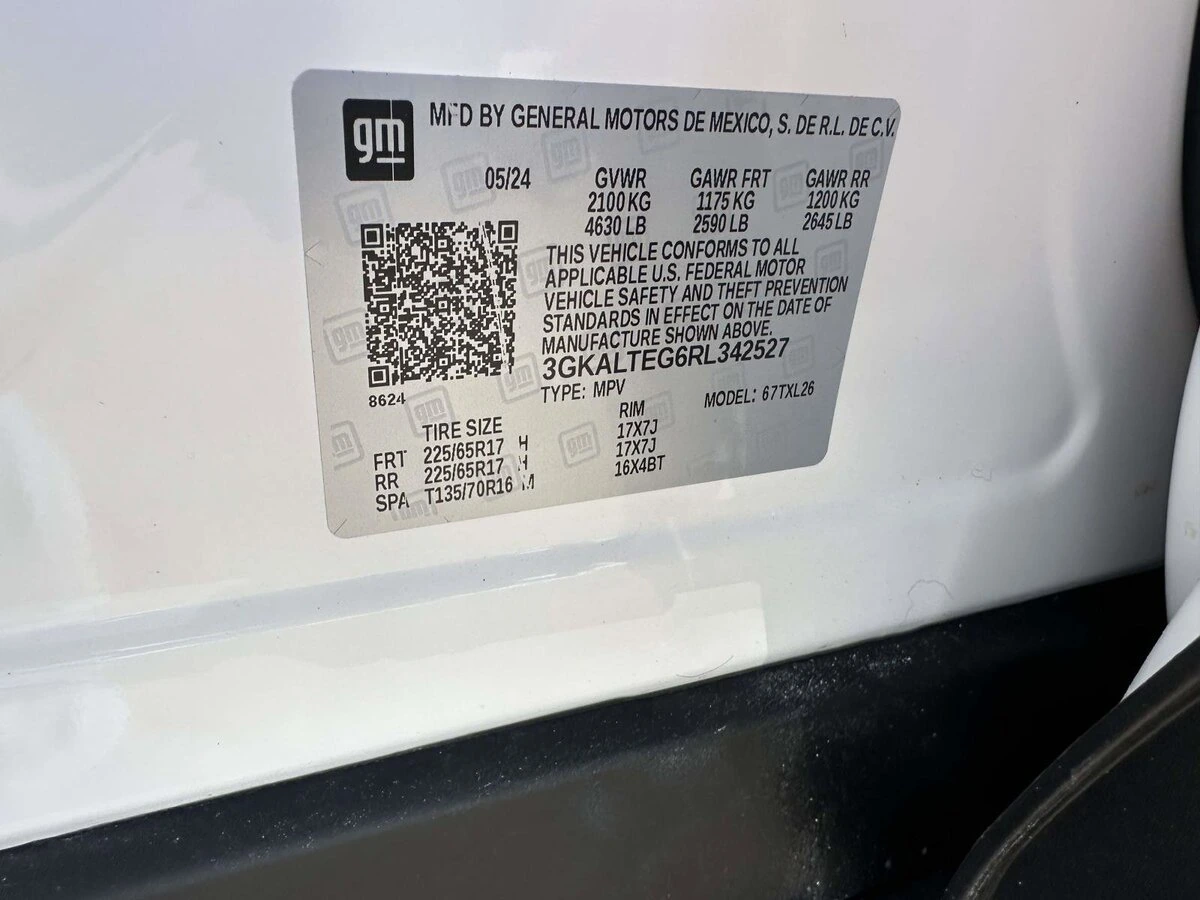 gm MFD BY GENERAL MOTORS DE MEXICO, S. DE R.L. DE C.V.
05/24 GVWR GAWR FRT GAWR RR
2100 KG 1175 KG 1200 KG
4630 LB 2590 LB 2645 LB
THIS VEHICLE CONFORMS TO ALL
APPLICABLE U.S. FEDERAL MOTOR
VEHICLE SAFETY AND THEFT PREVENTION
STANDARDS IN EFFECT ON THE DATE OF
MANUFACTURE SHOWN ABOVE.
3GKALTEG6RL342527
8624 TYPE: MPV MODEL: 67TXL26
TIRE SIZE RIM
FRT 225/65R17 H 17X7J
RR 225/65R17 H 17X7J
SPA T135/70R16 M 16X4BT